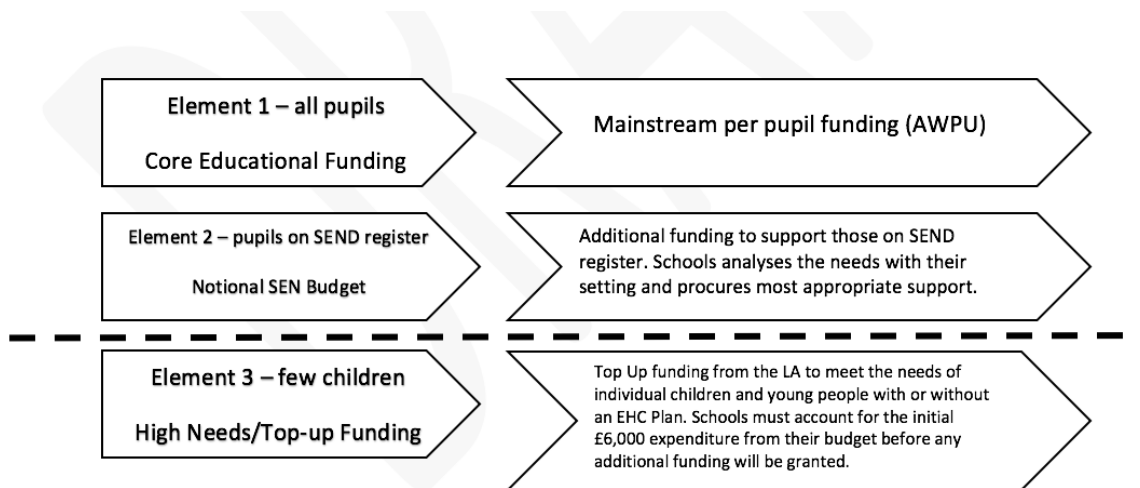 Element 1 – all pupils
Core Educational Funding
Mainstream per pupil funding (AWPU)
Element 2 – pupils on SEND register
Notional SEN Budget
Additional funding to support those on SEND
register. Schools analyses the needs with their
setting and procures most appropriate support.
Element 3 – few children
High Needs/Top-up Funding
Top Up funding from the LA to meet the needs of
individual children and young people with or without
an EHC Plan. Schools must account for the initial
£6,000 expenditure from their budget before any
additional funding will be granted.